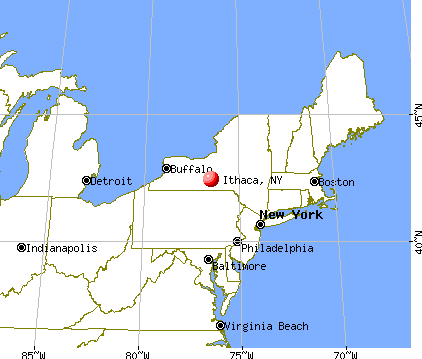 45°N
Buffalo
Ithaca, NY
Detroit
Boston
New York
40°N
Indianapolis
Philadelphia
Baltimore
Virginia Beach
85°W
80°W
75°W
70°W